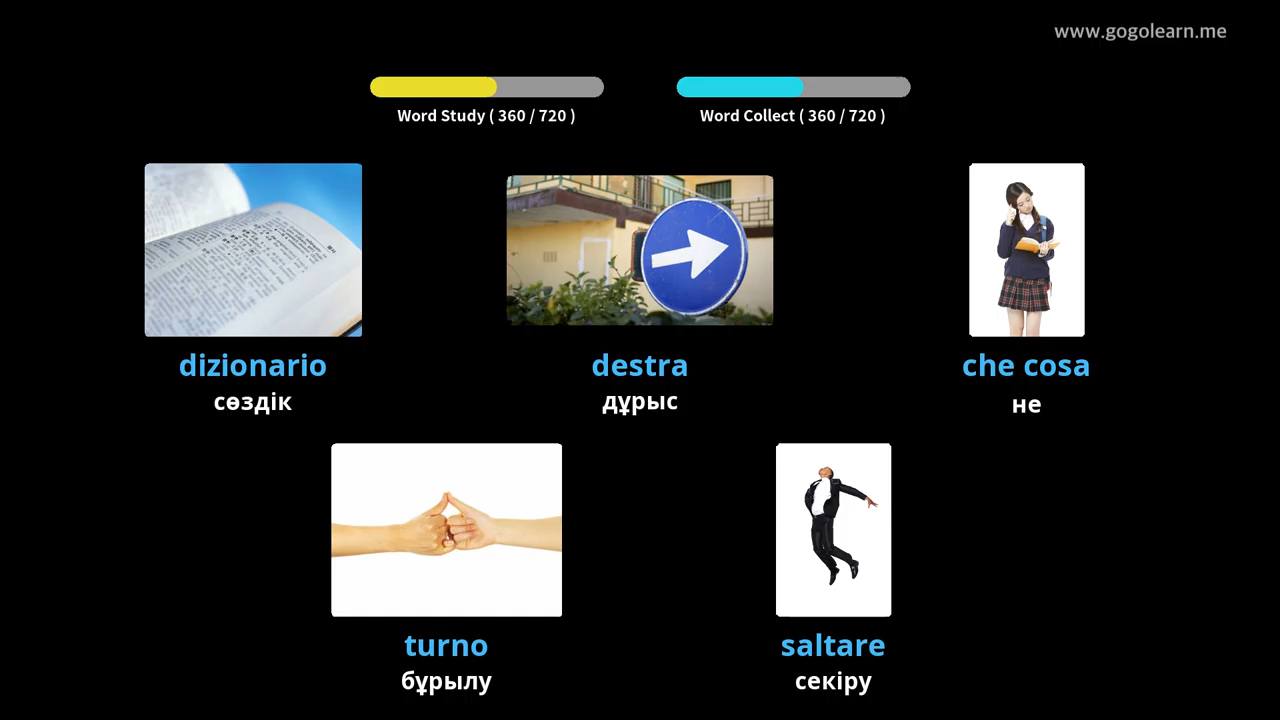 www.gogolearn.me
Word Study ( 360 / 720 )
Word Collect ( 360 / 720 )
dizionario
сөздік
destra
дұрыс
che cosa
не
turno
бұрылу
saltare
секіру